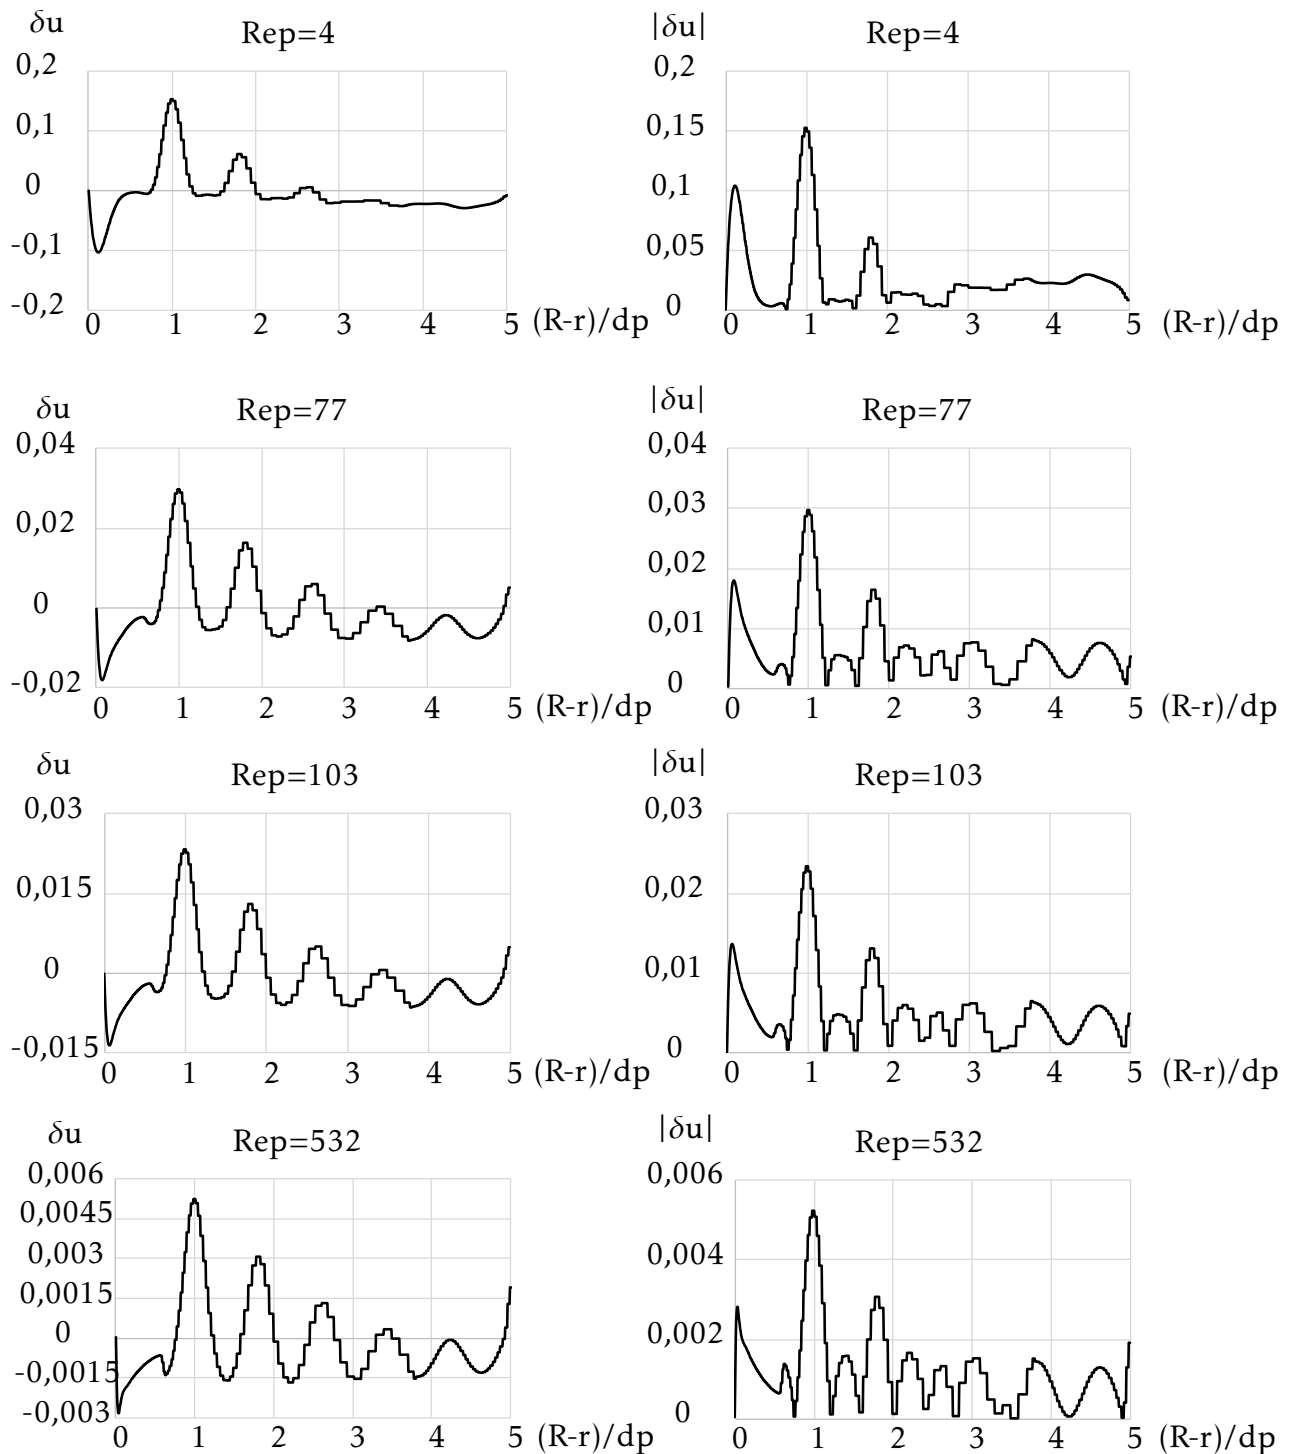 δu
Rep=4
0,2
0,1
0
-0,1
-0,2
0 1 2 3 4 5 (R-r)/dp
|δu|
Rep=4
0,2
0,15
0,1
0,05
0
0 1 2 3 4 5 (R-r)/dp
δu
Rep=77
0,04
0,02
0
-0,02
0 1 2 3 4 5 (R-r)/dp
|δu|
Rep=77
0,04
0,03
0,02
0,01
0
0 1 2 3 4 5 (R-r)/dp
δu
Rep=103
0,03
0,015
0
-0,015
0 1 2 3 4 5 (R-r)/dp
|δu|
Rep=103
0,03
0,02
0,01
0
0 1 2 3 4 5 (R-r)/dp
δu
Rep=532
0,006
0,0045
0,003
0,0015
0
-0,0015
-0,003
0 1 2 3 4 5 (R-r)/dp
|δu|
Rep=532
0,006
0,004
0,002
0
0 1 2 3 4 5 (R-r)/dp